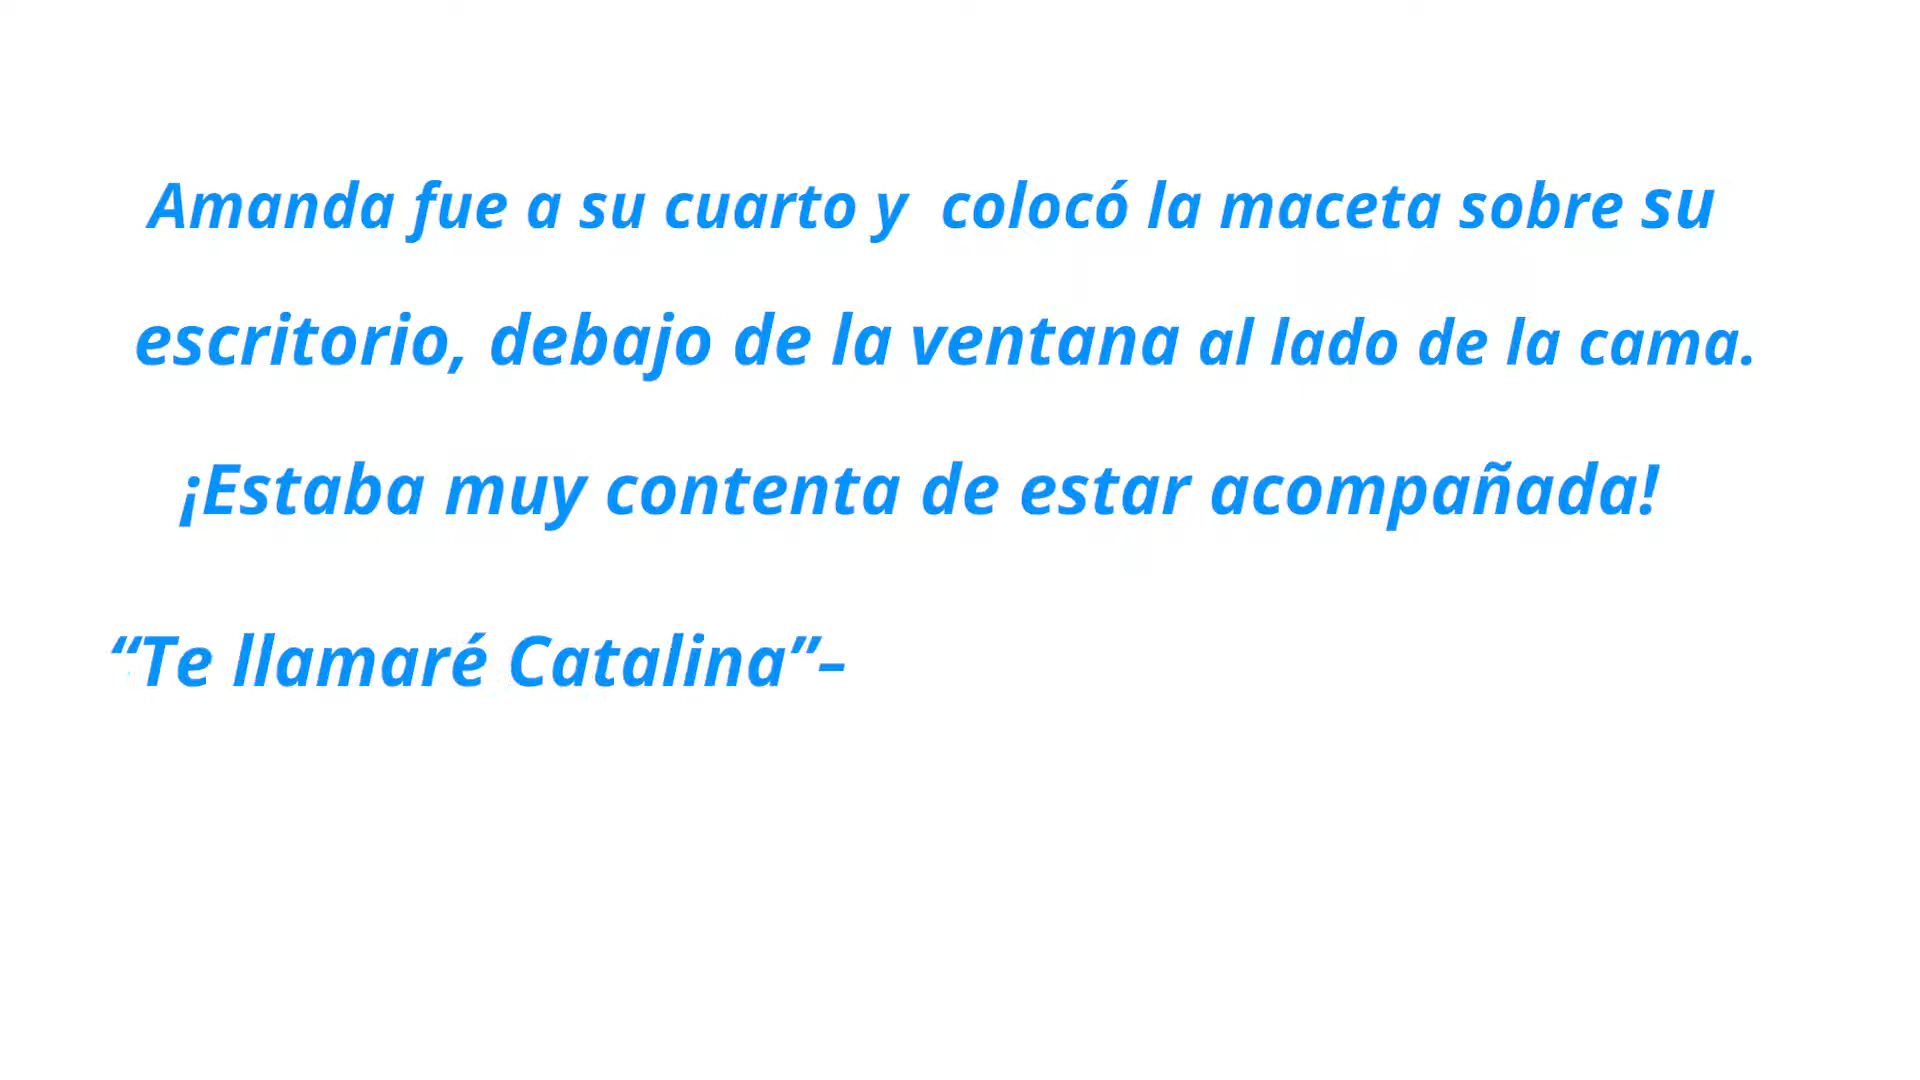 Amanda fue a su cuarto y  colocó la maceta sobre su
escritorio, debajo de la ventana al lado de la cama.
¡Estaba muy contenta de estar acompañada!
“Te llamaré Catalina”–